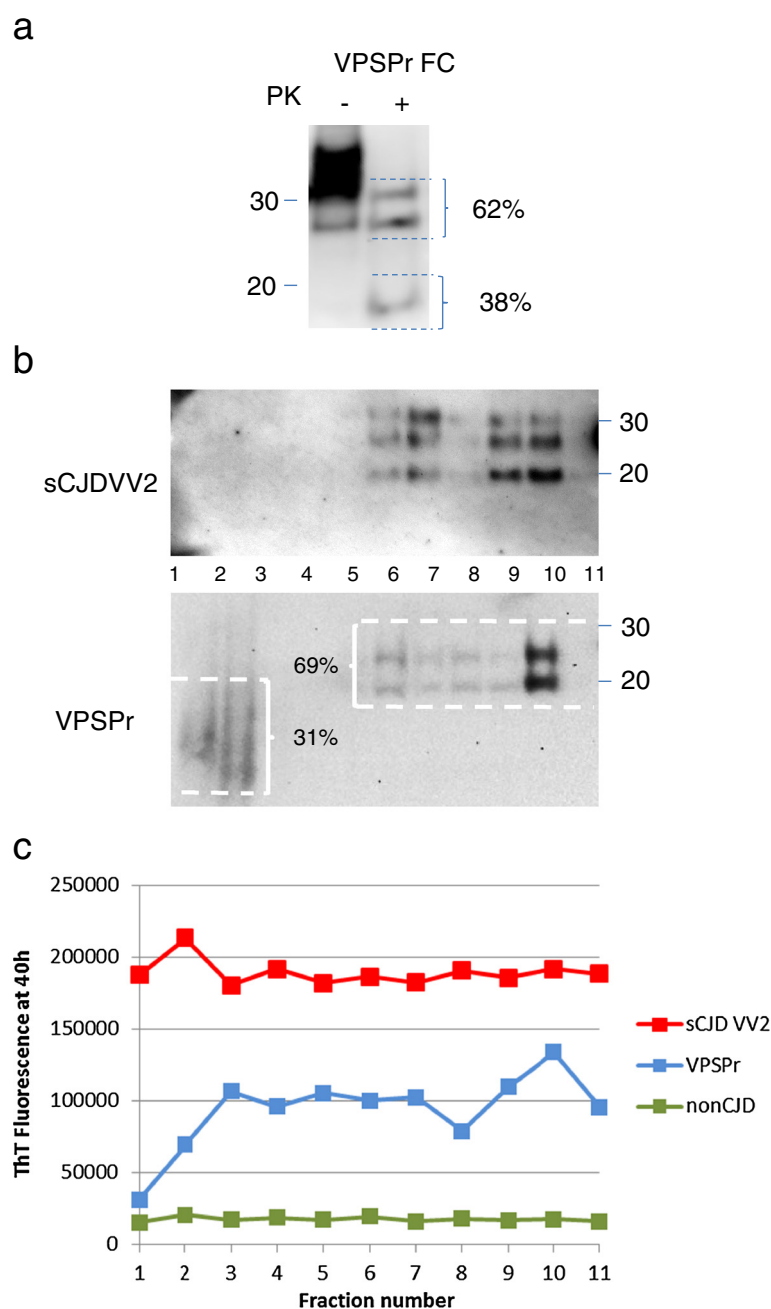 a
VPSPr FC
PK - +
30
62%
20
38%
b
30
sCJDVV2
20
1 2 3 4 5 6 7 8 9 10 11
30
69%
20
VPSPr
31%
c
250000
200000
150000
100000
50000
0
ThT Fluorescence at 40h
sCJD VV2
VPSPr
nonCJD
1 2 3 4 5 6 7 8 9 10 11
Fraction number